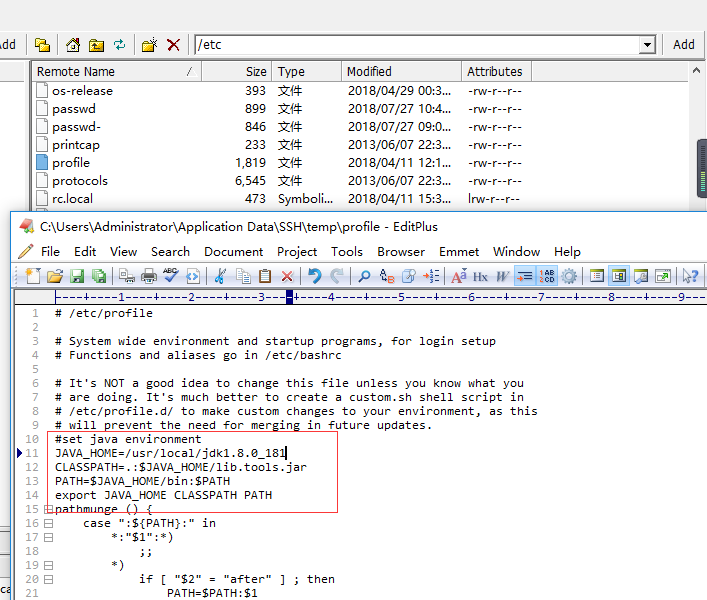 Add
/etc
Add
Remote Name / Size Type Modified Attributes
os-release 393 文件 2018/04/29 00:3... -rw-r--r--
passwd 899 文件 2018/07/27 10:4... -rw-r--r--
passwd- 846 文件 2018/07/27 09:0... -rw-r--r--
printcap 233 文件 2013/06/07 22:3... -rw-r--r--
profile 1,819 文件 2018/04/11 12:1... -rw-r--r--
protocols 6,545 文件 2013/06/07 22:3... -rw-r--r--
rc.local 473 Symboli... 2018/04/11 15:3... lrw-r--r--
C:\Users\Administrator\Application Data\SSH\temp\profile - EditPlus
File Edit View Search Document Project Tools Browser Emmet Window Help
----+----1----+----2----+----3----+----4----+----5----+----6----+----7----+----8----+----9---
1 # /etc/profile
2
3 # System wide environment and startup programs, for login setup
4 # Functions and aliases go in /etc/bashrc
5
6 # It's NOT a good idea to change this file unless you know what you
7 # are doing. It's much better to create a custom.sh shell script in
8 # /etc/profile.d/ to make custom changes to your environment, as this
9 # will prevent the need for merging in future updates.
10 #set java environment
11 JAVA_HOME=/usr/local/jdk1.8.0_181
12 CLASSPATH=.:$JAVA_HOME/lib.tools.jar
13 PATH=$JAVA_HOME/bin:$PATH
14 export JAVA_HOME CLASSPATH PATH
15 pathmunge () {
16 case ":${PATH}:" in
17 *:"$1":*)
18 ;;
19 *)
20 if [ "$2" = "after" ] ; then
21 PATH=$PATH:$1